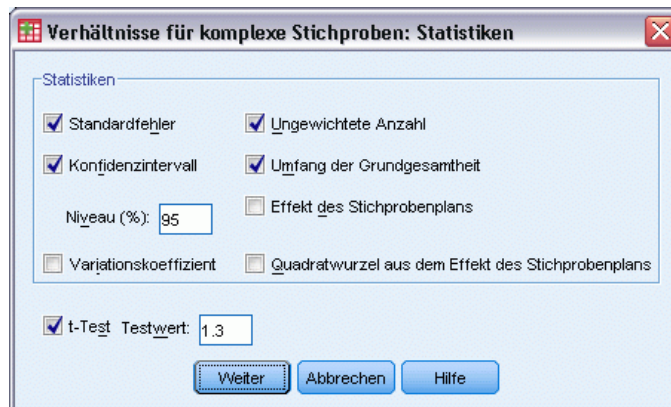 Verhältnisse für komplexe Stichproben: Statistiken
Statistiken
Standardfehler
Ungewichtete Anzahl
Konfidenzintervall
Umfang der Grundgesamtheit
Niveau (%): 95
Effekt des Stichprobenplans
Variationskoeffizient
Quadratwurzel aus dem Effekt des Stichprobenplans
t-Test Testwert: 1.3
Weiter Abbrechen Hilfe